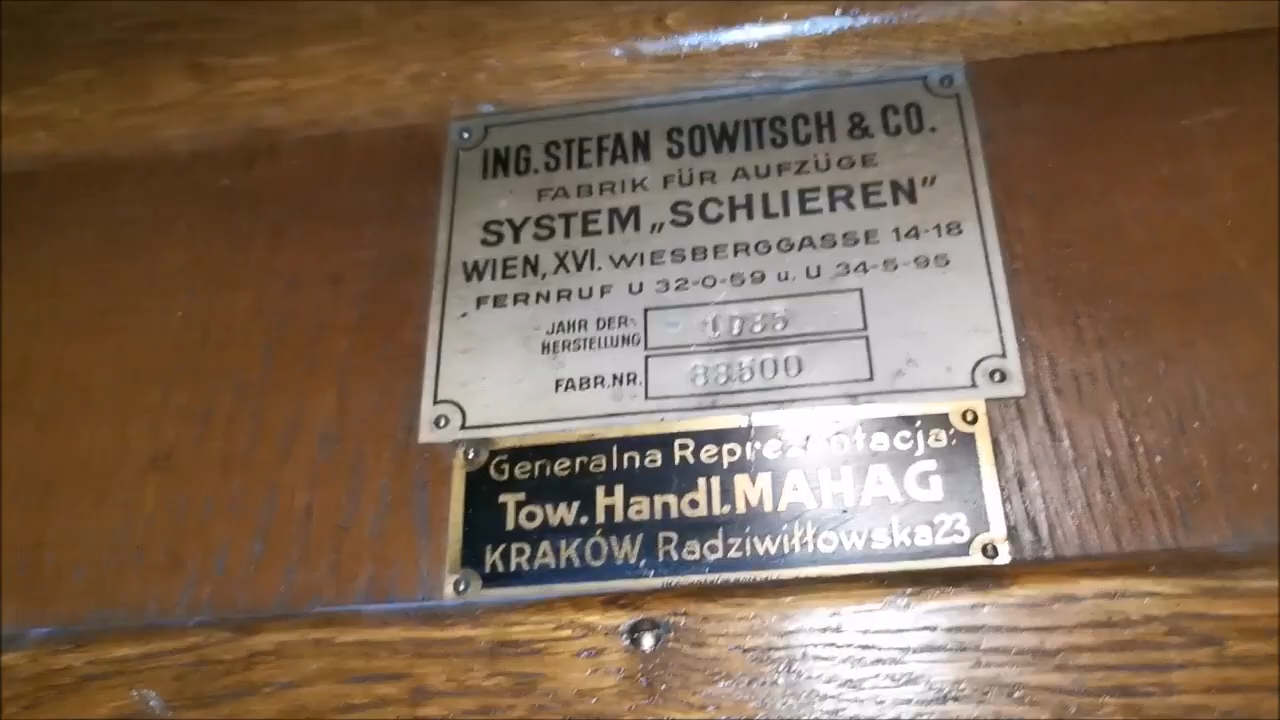 ING. STEFAN SOWITSCH & CO.
FABRIK FÜR AUFZÜGE
SYSTEM „SCHLIEREN”
WIEN, XVI. WIESBERGGASSE 14-18
FERNRUF U 32-0-59 u. U 34-5-95
JAHR DER
HERSTELLUNG
FABR. NR.
Generalna Reprezentacja:
Tow. Handl. MAHAG
KRAKÓW, Radziwiłłowska 23